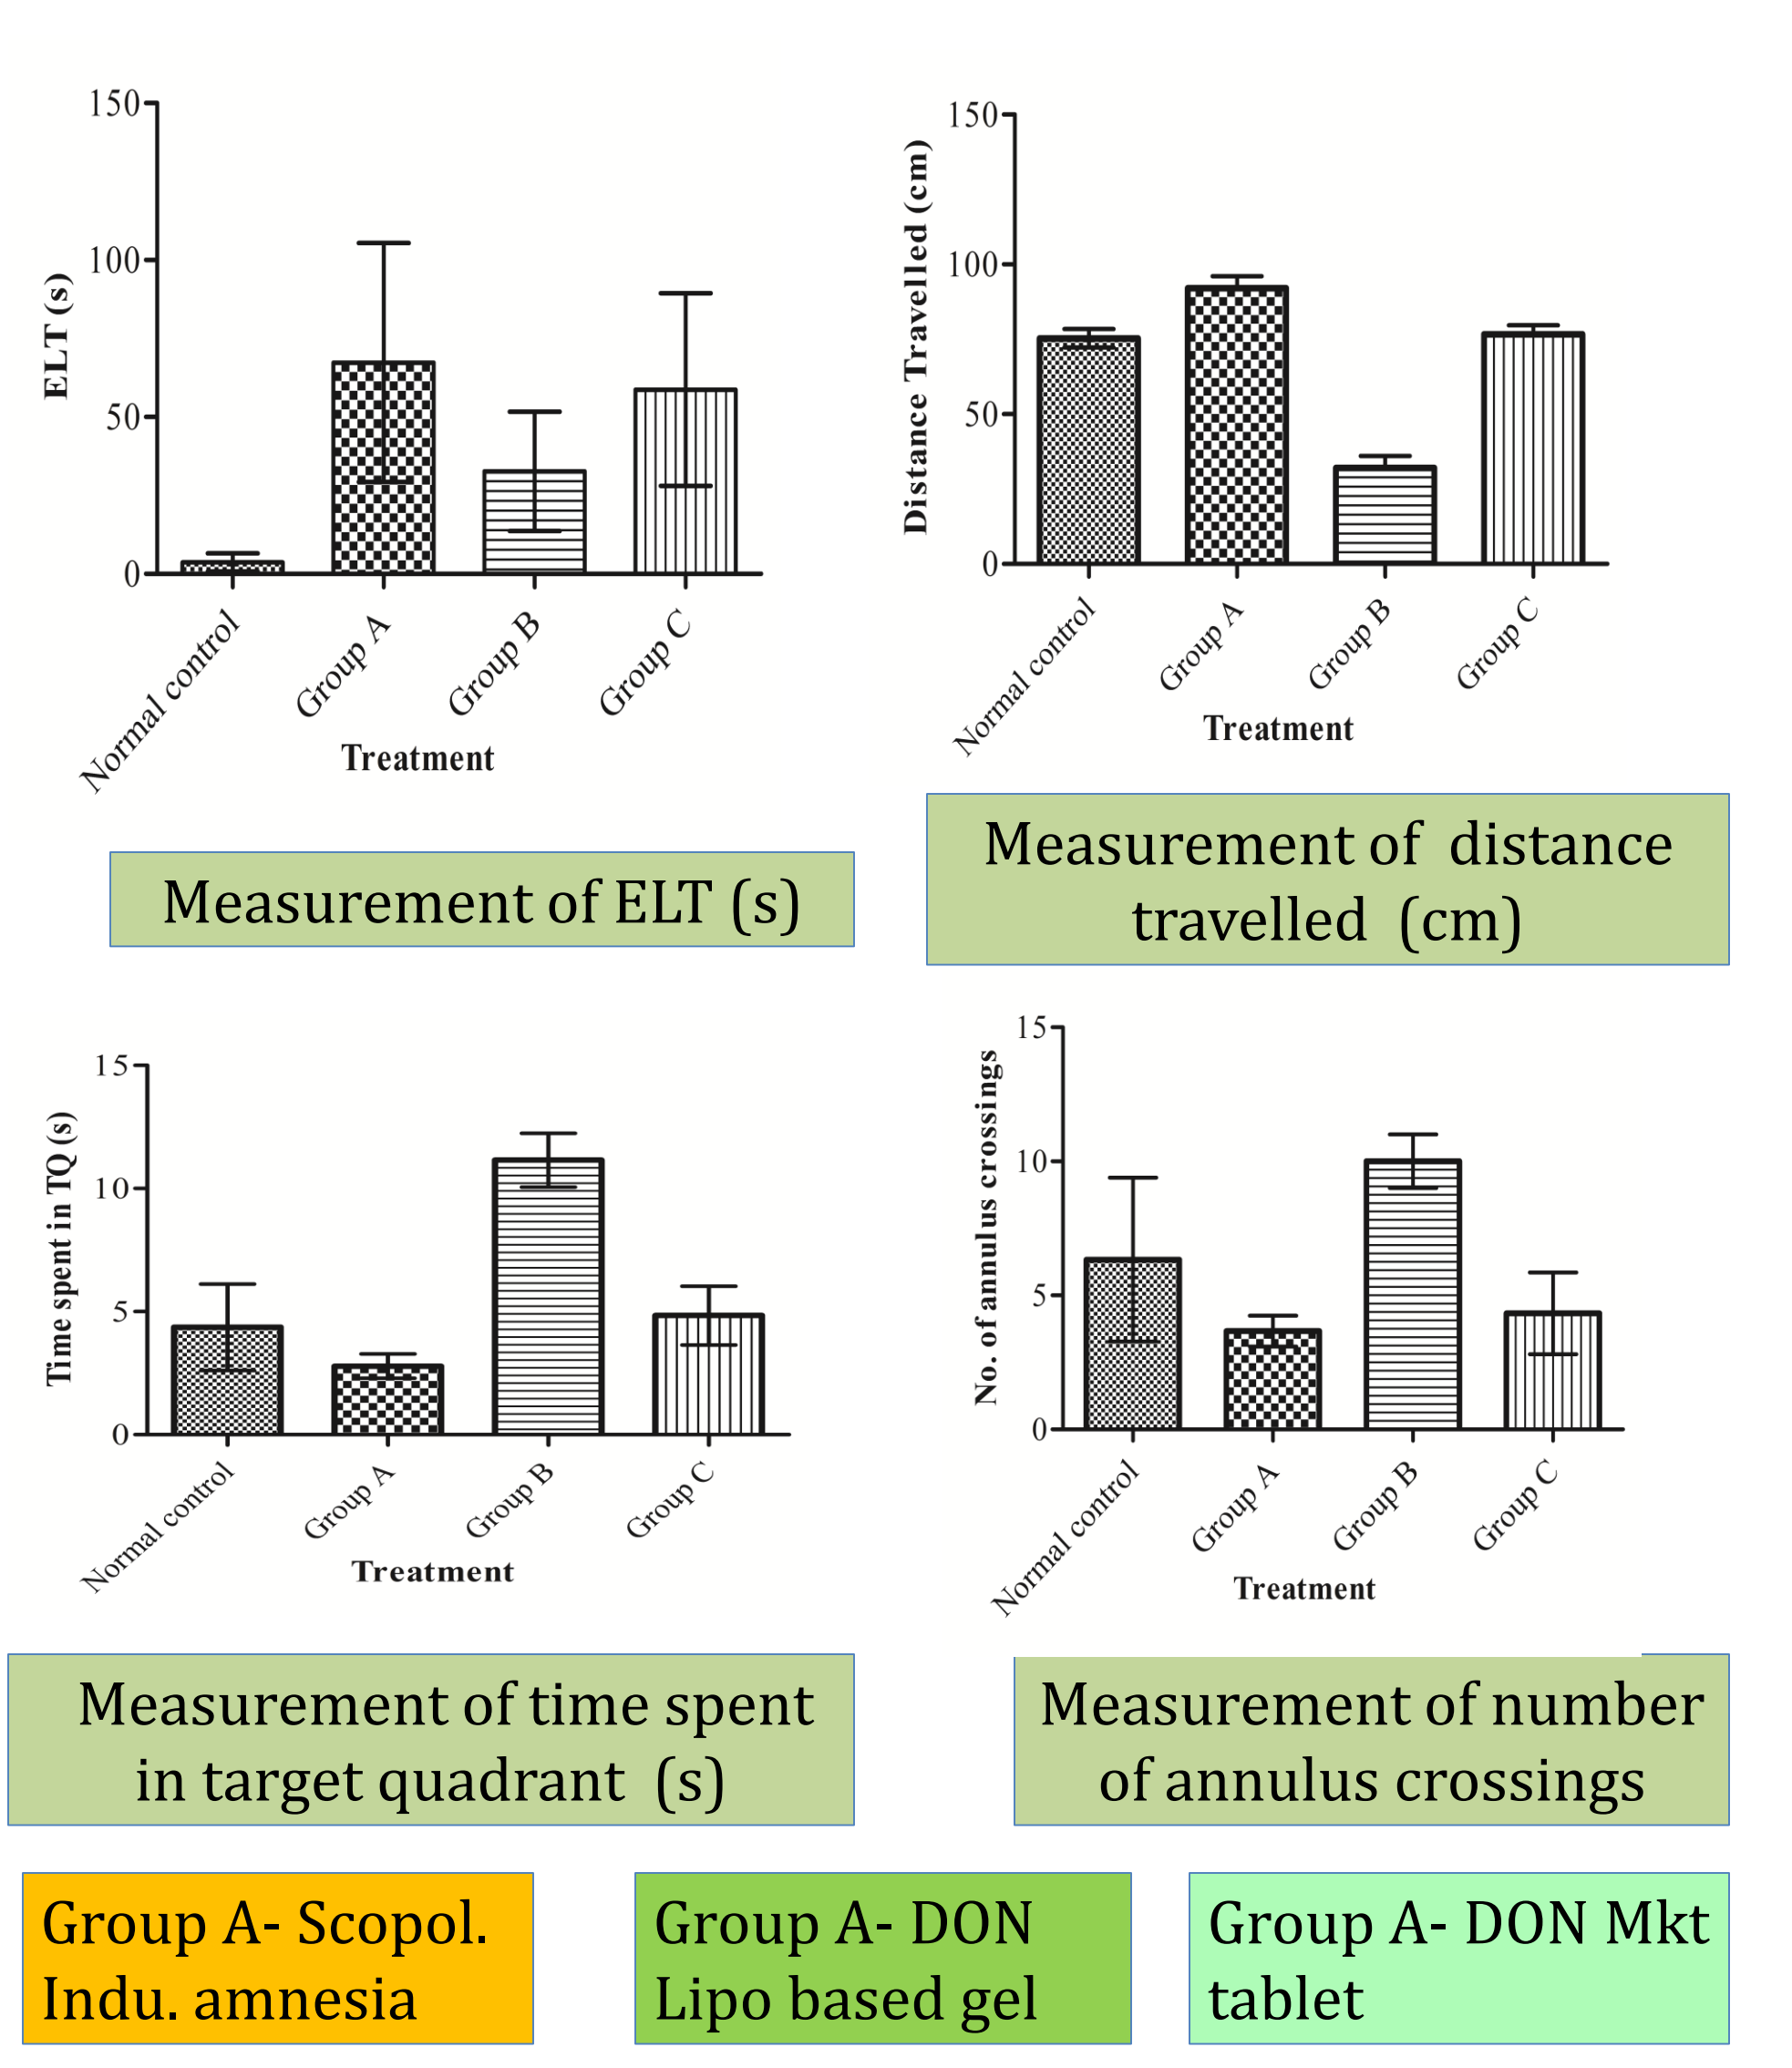 150
100
50
0
ELT (s)
Normal control
Group A
Group B
Group C
Treatment
Measurement of ELT (s)
150
100
50
0
Distance Travelled (cm)
Normal control
Group A
Group B
Group C
Treatment
Measurement of distance
travelled (cm)
15
10
5
0
Time spent in TQ (s)
Normal control
Group A
Group B
Group C
Treatment
Measurement of time spent
in target quadrant (s)
15
10
5
0
No. of annulus crossings
Normal control
Group A
Group B
Group C
Treatment
Measurement of number
of annulus crossings
Group A- Scopol.
Indu. amnesia
Group A- DON
Lipo based gel
Group A- DON Mkt
tablet